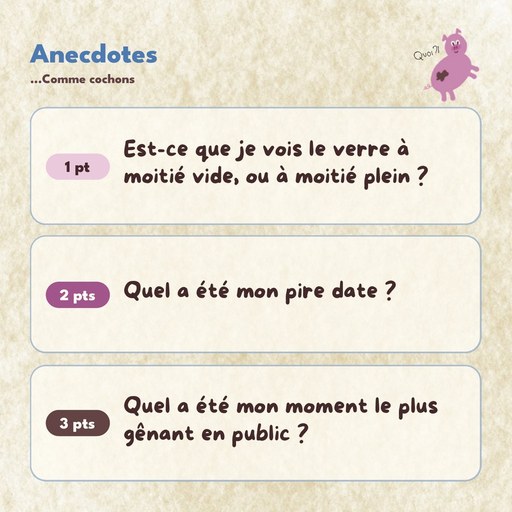 Anecdotes
...Comme cochons
Quoi?!
1 pt
Est-ce que je vois le verre à
moitié vide, ou à moitié plein ?
2 pts
Quel a été mon pire date ?
3 pts
Quel a été mon moment le plus
gênant en public ?